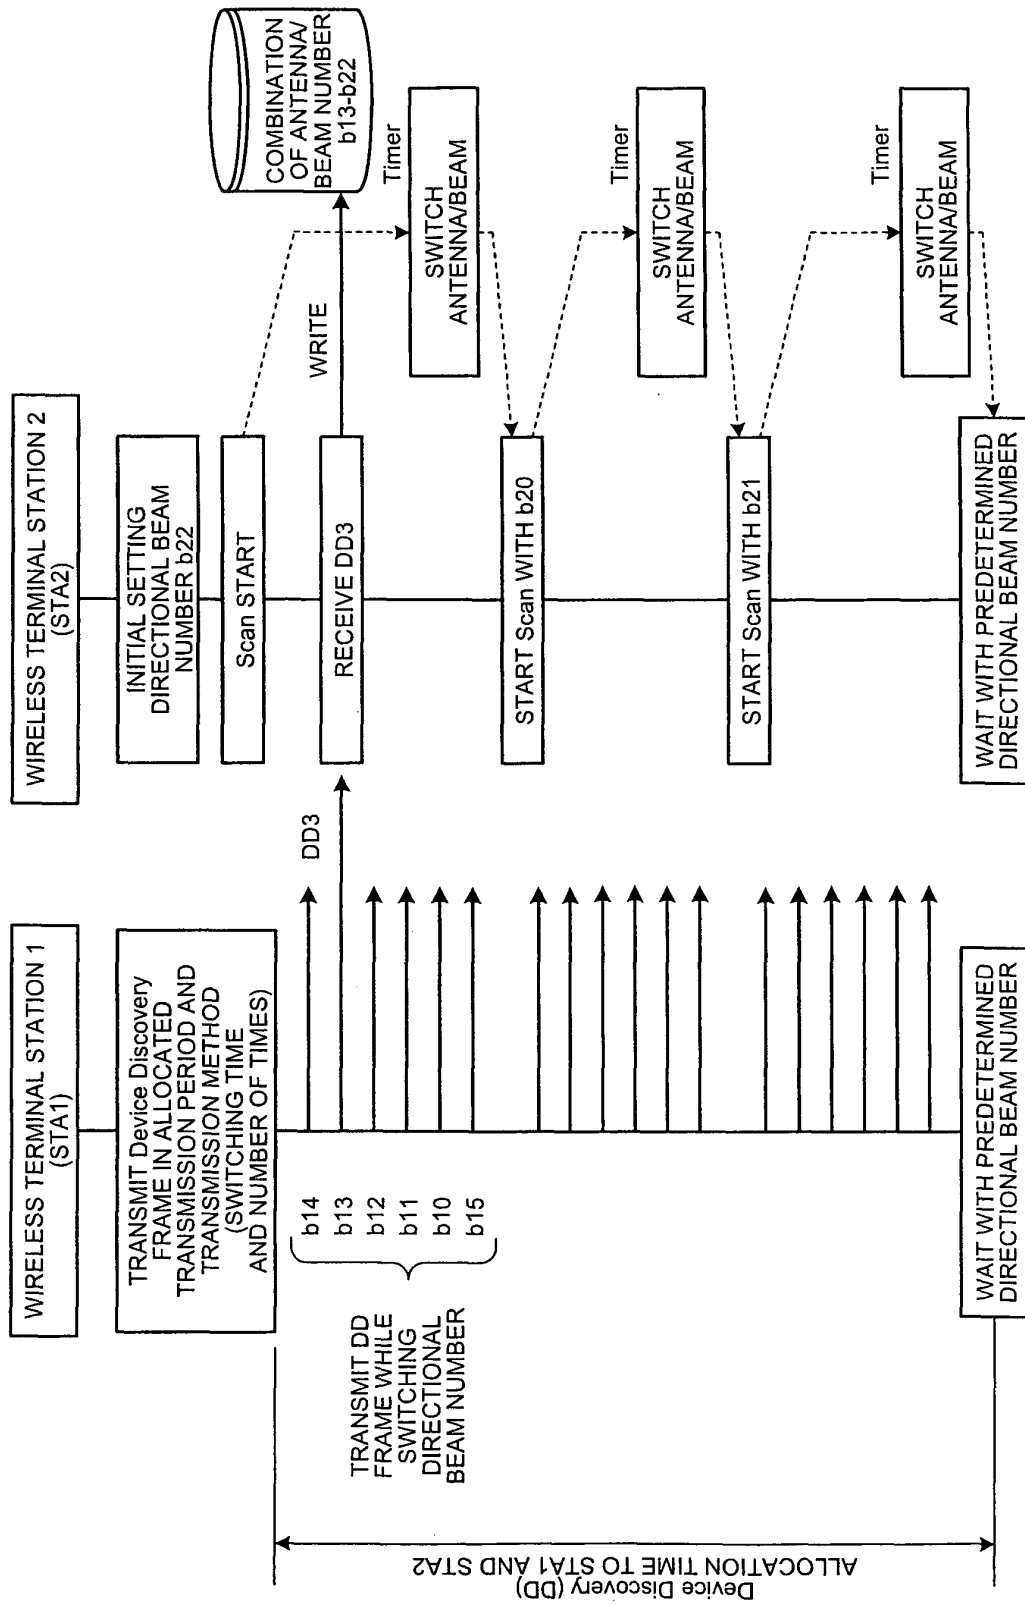 WIRELESS TERMINAL STATION 1
(STA1)
WIRELESS TERMINAL STATION 2
(STA2)
TRANSMIT Device Discovery
FRAME IN ALLOCATED
TRANSMISSION PERIOD AND
TRANSMISSION METHOD
(SWITCHING TIME
AND NUMBER OF TIMES)
INITIAL SETTING
DIRECTIONAL BEAM
NUMBER b22
Scan START
COMBINATION
OF ANTENNA/
BEAM NUMBER
b13-b22
b14
b13
b12
b11
b10
b15
DD3
RECEIVE DD3
WRITE
TRANSMIT DD
FRAME WHILE
SWITCHING
DIRECTIONAL
BEAM NUMBER
Timer
SWITCH
ANTENNA/BEAM
START Scan WITH b20
Timer
SWITCH
ANTENNA/BEAM
START Scan WITH b21
Timer
SWITCH
ANTENNA/BEAM
Device Discovery (DD)
ALLOCATION TIME TO STA1 AND STA2
WAIT WITH PREDETERMINED
DIRECTIONAL BEAM NUMBER
WAIT WITH PREDETERMINED
DIRECTIONAL BEAM NUMBER